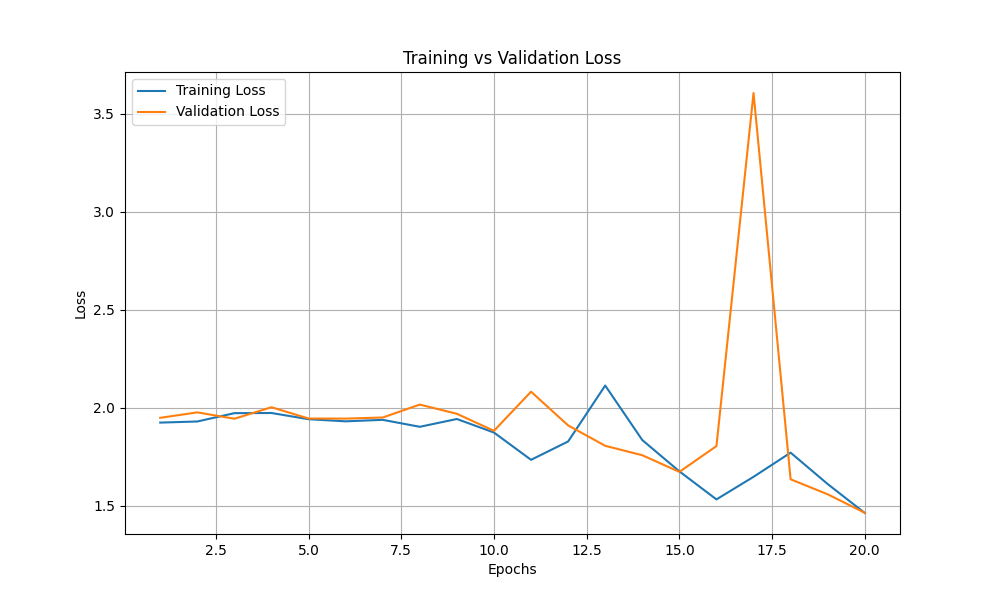 Training vs Validation Loss
Training Loss
Validation Loss
3.5
3.0
2.5
2.0
1.5
Loss
2.5 5.0 7.5 10.0 12.5 15.0 17.5 20.0
Epochs